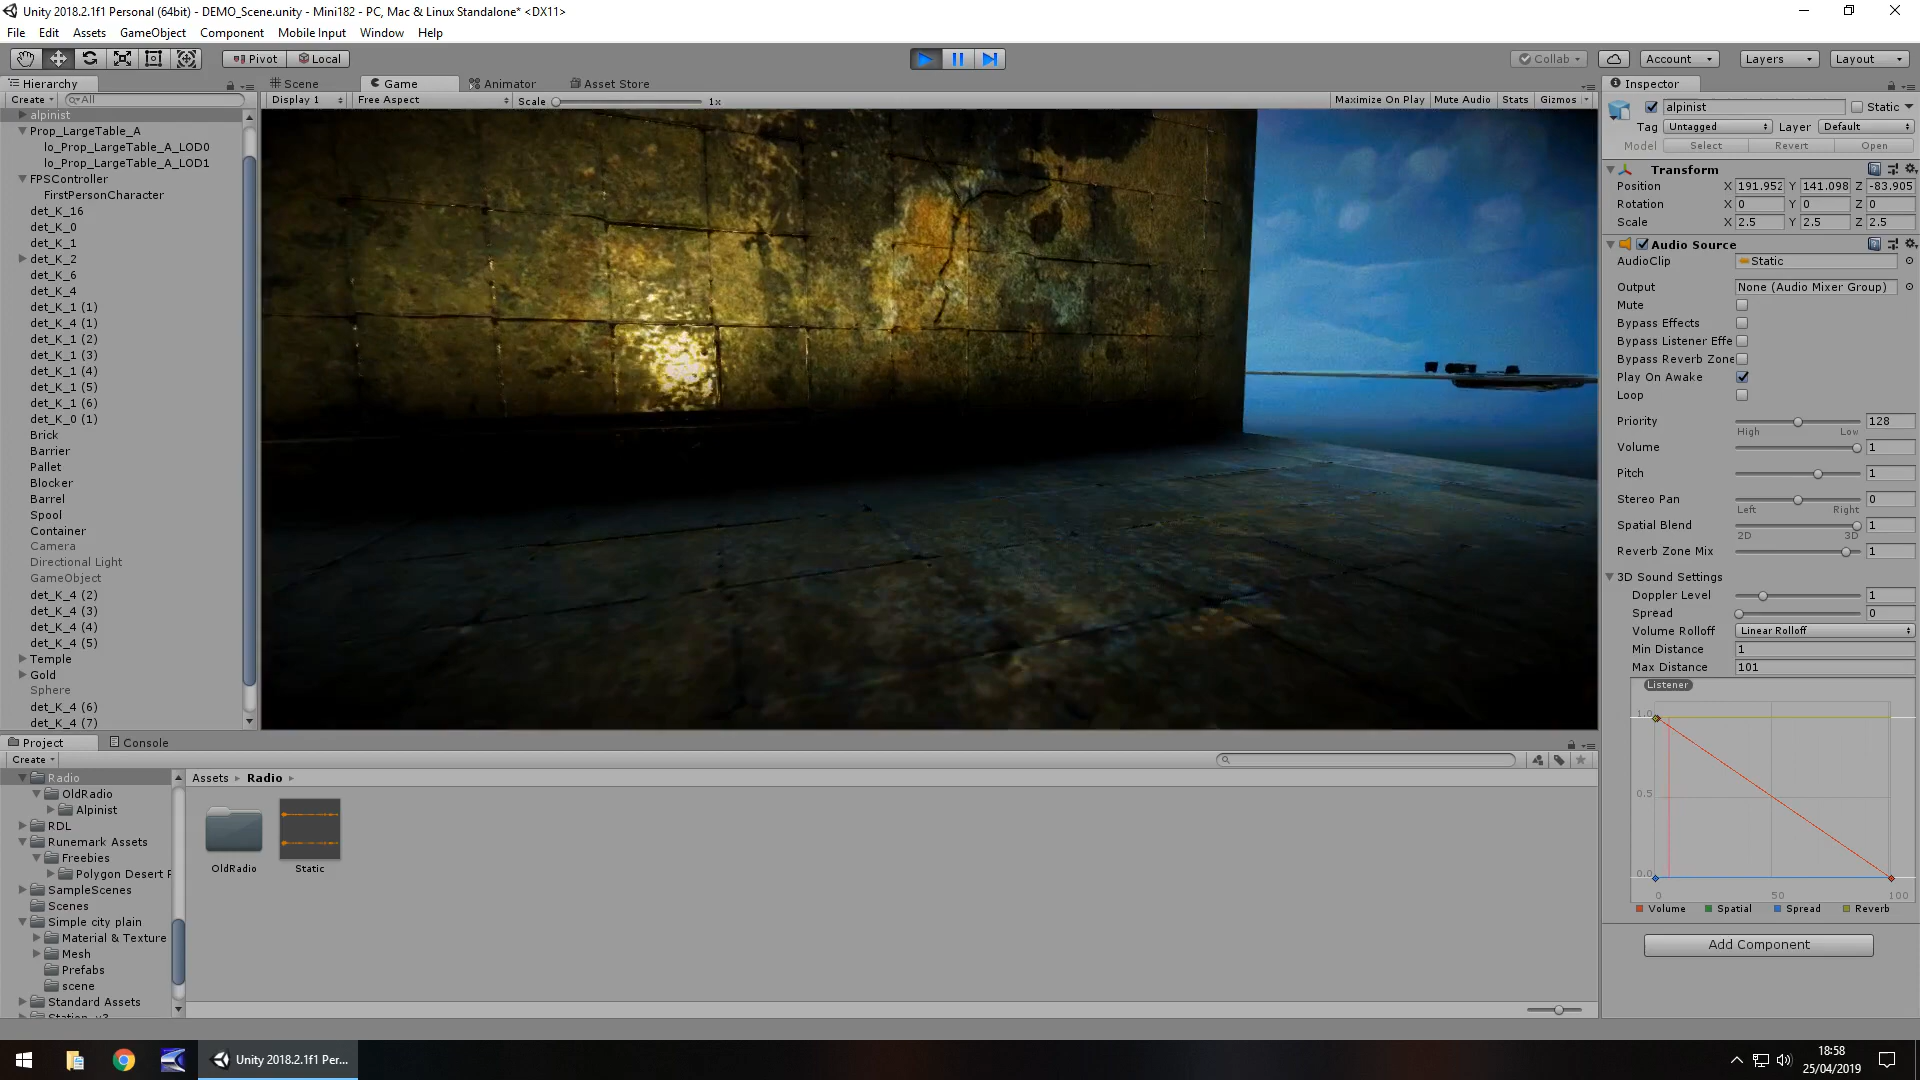 Unity 2018.2.1f1 Personal (64bit) - DEMO_Scene.unity - Mini182 - PC, Mac & Linux Standalone* <DX11>
File Edit Assets GameObject Component Mobile Input Window Help
Pivot Local Collab Account Layers Layout
Hierarchy Scene Game Animator Asset Store Inspector
Create All Display 1 Free Aspect Scale 1x Maximize On Play Mute Audio Stats Gizmos
alpinist
Prop_LargeTable_A
lo_Prop_LargeTable_A_LOD0
lo_Prop_LargeTable_A_LOD1
FPSController
FirstPersonCharacter
det_K_16
det_K_0
det_K_1
det_K_2
det_K_6
det_K_4
det_K_1 (1)
det_K_4 (1)
det_K_1 (2)
det_K_1 (3)
det_K_1 (4)
det_K_1 (5)
det_K_1 (6)
det_K_0 (1)
Brick
Barrier
Pallet
Blocker
Barrel
Spool
Container
Camera
Directional Light
GameObject
det_K_4 (2)
det_K_4 (3)
det_K_4 (4)
det_K_4 (5)
Temple
Gold
Sphere
det_K_4 (6)
det_K_4 (7)
alpinist Static
Tag Untagged Layer Default
Model Select Revert Open
Transform
Position X 191.952 Y 141.098 Z -83.905
Rotation X 0 Y 0 Z 0
Scale X 2.5 Y 2.5 Z 2.5
Audio Source
AudioClip Static
Output None (Audio Mixer Group)
Mute
Bypass Effects
Bypass Listener Effe
Bypass Reverb Zone
Play On Awake
Loop
Priority 128
High Low
Volume 1
Pitch 1
Stereo Pan 0
Left Right
Spatial Blend 1
2D 3D
Reverb Zone Mix 1
3D Sound Settings
Doppler Level 1
Spread 0
Volume Rolloff Linear Rolloff
Min Distance 1
Max Distance 101
Listener
1.0
0.5
0.0
0 50 100
Volume Spatial Spread Reverb
Add Component
Project Console
Create
Assets Radio
Radio
OldRadio
Alpinist
RDL
Runemark Assets
Freebies
Polygon Desert
SampleScenes
Scenes
Simple city plain
Material & Texture
Mesh
Prefabs
scene
Standard Assets
OldRadio Static
Unity 2018.2.1f1 Per...
18:58
25/04/2019